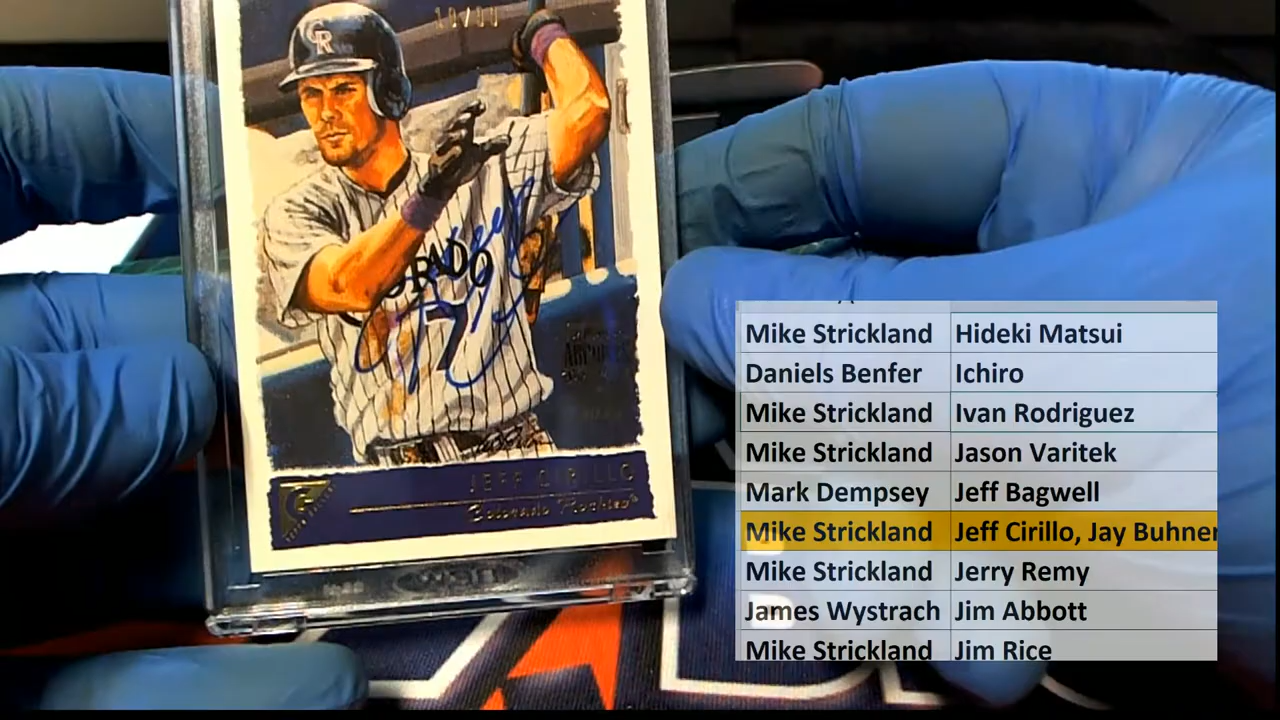 CR
ORADO
7
JEFF CIRILLO
Colorado Rockies
Mike Strickland Hideki Matsui
Daniels Benfer Ichiro
Mike Strickland Ivan Rodriguez
Mike Strickland Jason Varitek
Mark Dempsey Jeff Bagwell
Mike Strickland Jeff Cirillo, Jay Buhner
Mike Strickland Jerry Remy
James Wystrach Jim Abbott
Mike Strickland Jim Rice